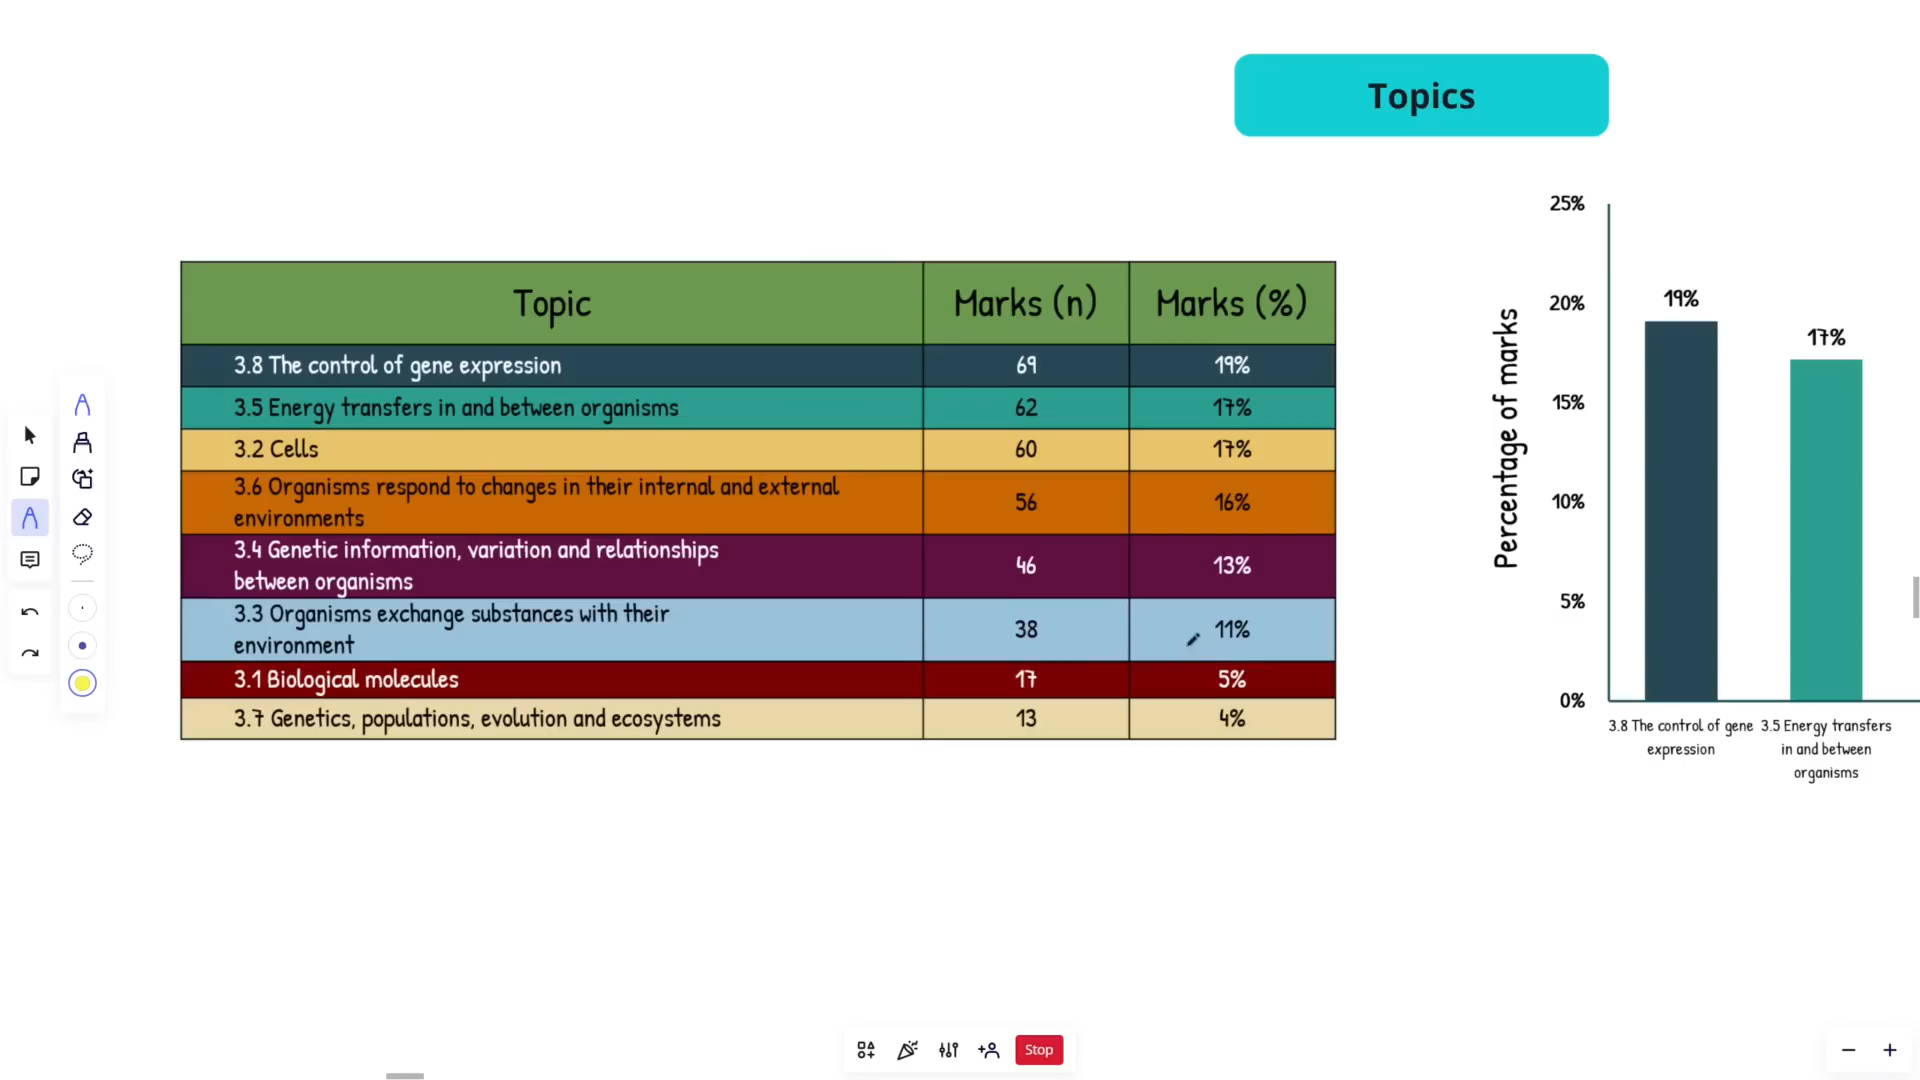 Topics
Topic Marks (n) Marks (%)
3.8 The control of gene expression 69 19%
3.5 Energy transfers in and between organisms 62 17%
3.2 Cells 60 17%
3.6 Organisms respond to changes in their internal and external
environments 56 16%
3.4 Genetic information, variation and relationships
between organisms 46 13%
3.3 Organisms exchange substances with their
environment 38 11%
3.1 Biological molecules 17 5%
3.7 Genetics, populations, evolution and ecosystems 13 4%
Percentage of marks
25%
20%
15%
10%
5%
0%
19%
17%
3.8 The control of gene
expression
3.5 Energy transfers
in and between
organisms
Stop